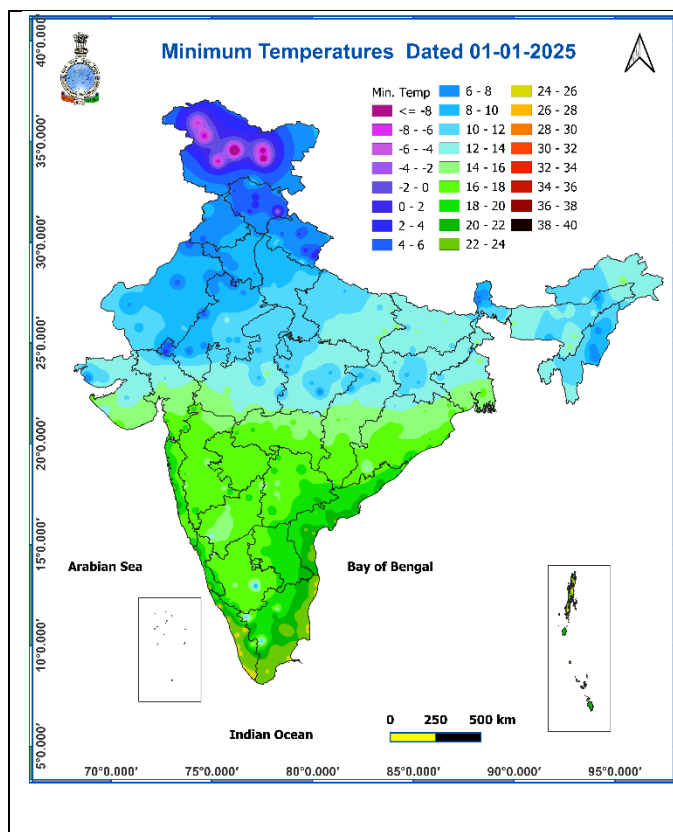 Minimum Temperatures Dated 01-01-2025
Min. Temp
<= -8
-8 - -6
-6 - -4
-4 - -2
-2 - 0
0 - 2
2 - 4
4 - 6
6 - 8
8 - 10
10 - 12
12 - 14
14 - 16
16 - 18
18 - 20
20 - 22
22 - 24
24 - 26
26 - 28
28 - 30
30 - 32
32 - 34
34 - 36
36 - 38
38 - 40
40°0.000'
35°0.000'
30°0.000'
25°0.000'
20°0.000'
15°0.000'
10°0.000'
5°0.000'
Arabian Sea
Bay of Bengal
Indian Ocean
0 250 500 km
70°0.000' 75°0.000' 80°0.000' 85°0.000' 90°0.000' 95°0.000'